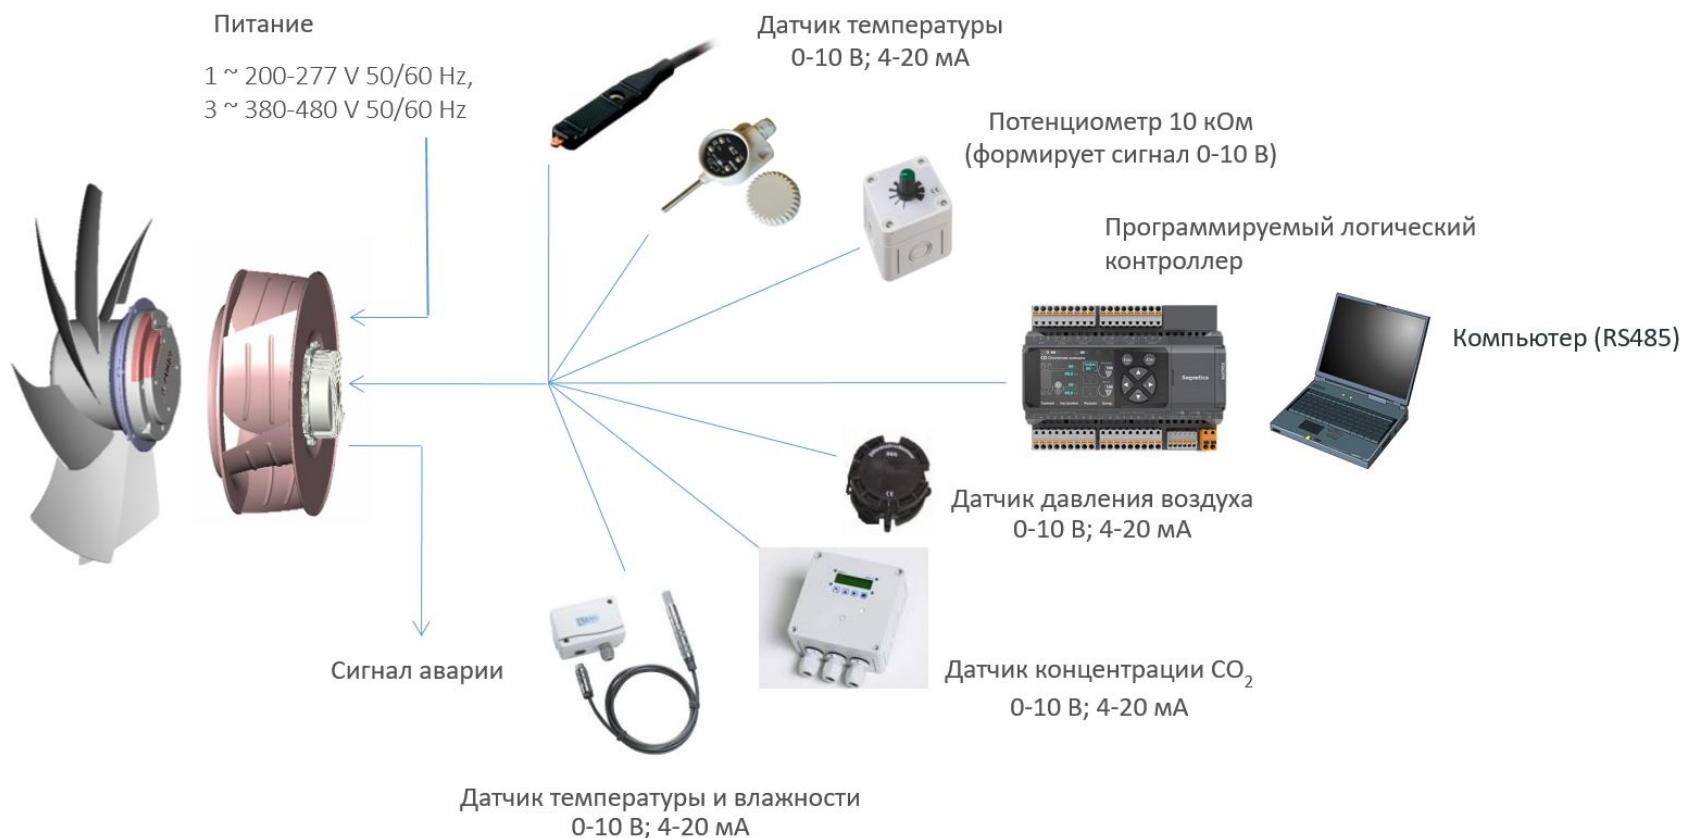 Питание
1 ~ 200-277 V 50/60 Hz,
3 ~ 380-480 V 50/60 Hz
Датчик температуры
0-10 В; 4-20 мА
Потенциометр 10 кОм
(формирует сигнал 0-10 В)
Программируемый логический
контроллер
Segnetics
Компьютер (RS485)
Датчик давления воздуха
0-10 В; 4-20 мА
Сигнал аварии
Датчик концентрации CO₂
0-10 В; 4-20 мА
Датчик температуры и влажности
0-10 В; 4-20 мА